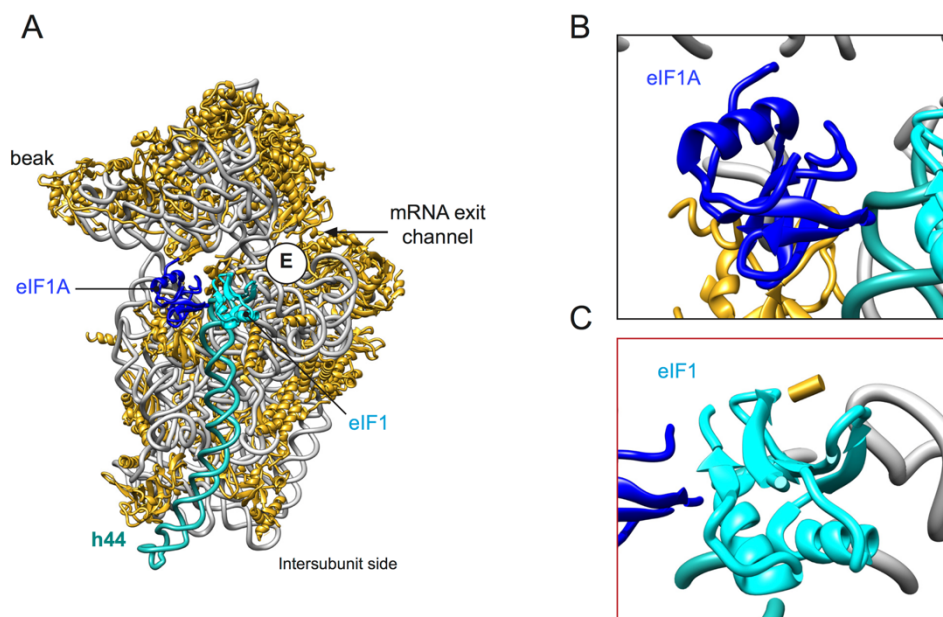 A
beak
mRNA exit
channel
E
eIF1A
eIF1
h44
Intersubunit side
B
eIF1A
C
eIF1